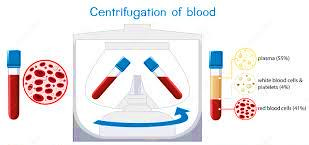 Centrifugation of blood
plasma (55%)
white blood cells &
platelets (4%)
red blood cells (41%)